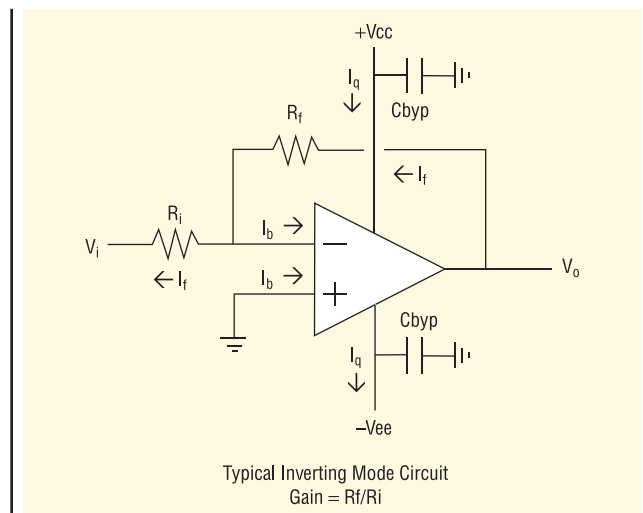 +Vcc
Iq
Cbyp
Rf
If
Ri
Ib
Vi
If
Ib
Vo
Cbyp
Iq
–Vee
Typical Inverting Mode Circuit
Gain = Rf/Ri